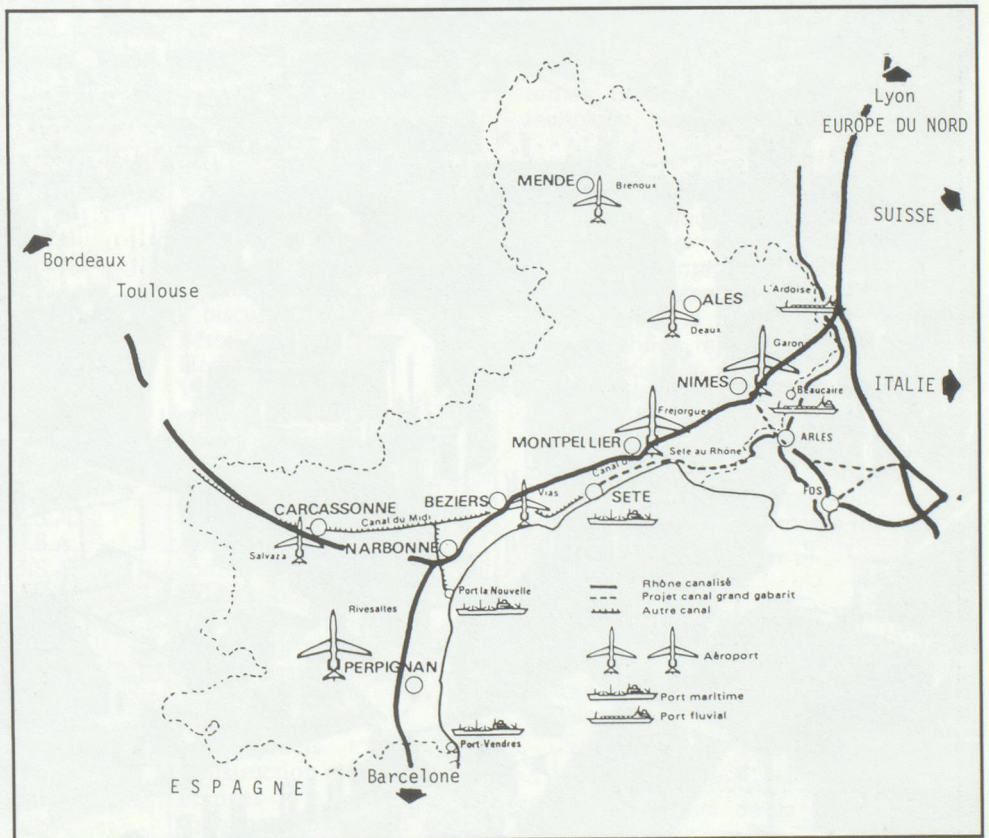 Lyon
EUROPE DU NORD
MENDE
Brenoux
SUISSE
Bordeaux
Toulouse
L'Ardoise
ALES
Deaux
Garon
NIMES
ITALIE
Beaucaire
Frejorgues
MONTPELLIER
ARLES
Canal du
Sete au Rhône
Vias
BEZIERS
SETE
FOS
CARCASSONNE
Canal du Midi
Salvaza
NARBONNE
Port la Nouvelle
Rhône canalisé
Projet canal grand gabarit
Autre canal
Rivesaltes
Aéroport
PERPIGNAN
Port maritime
Port fluvial
Port-Vendres
Barcelone
ESPAGNE